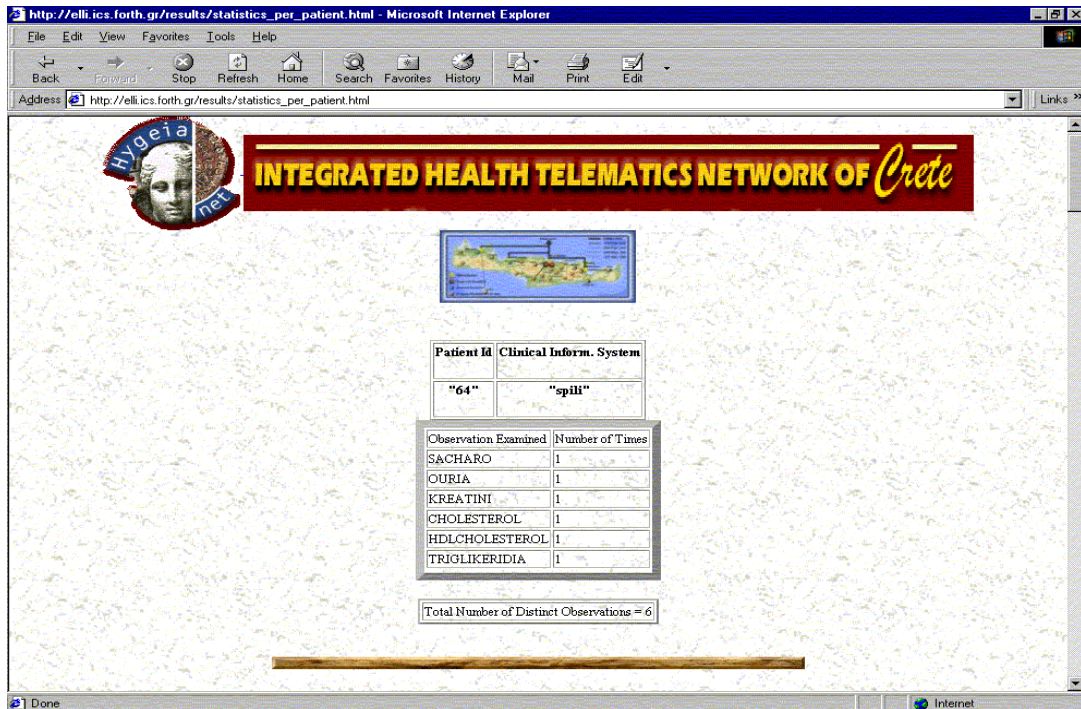 http://elli.ics.forth.gr/results/statistics_per_patient.html - Microsoft Internet Explorer
File Edit View Favorites Tools Help
Back Forward Stop Refresh Home Search Favorites History Mail Print Edit
Address http://elli.ics.forth.gr/results/statistics_per_patient.html Links »
Hygeia net
INTEGRATED HEALTH TELEMATICS NETWORK OF Crete
Patient Id Clinical Inform. System
"64" "spili"
Observation Examined Number of Times
SACHARO 1
OURIA 1
KREATINI 1
CHOLESTEROL 1
HDLCHOLESTEROL 1
TRIGLIKERIDIA 1
Total Number of Distinct Observations = 6
Done Internet